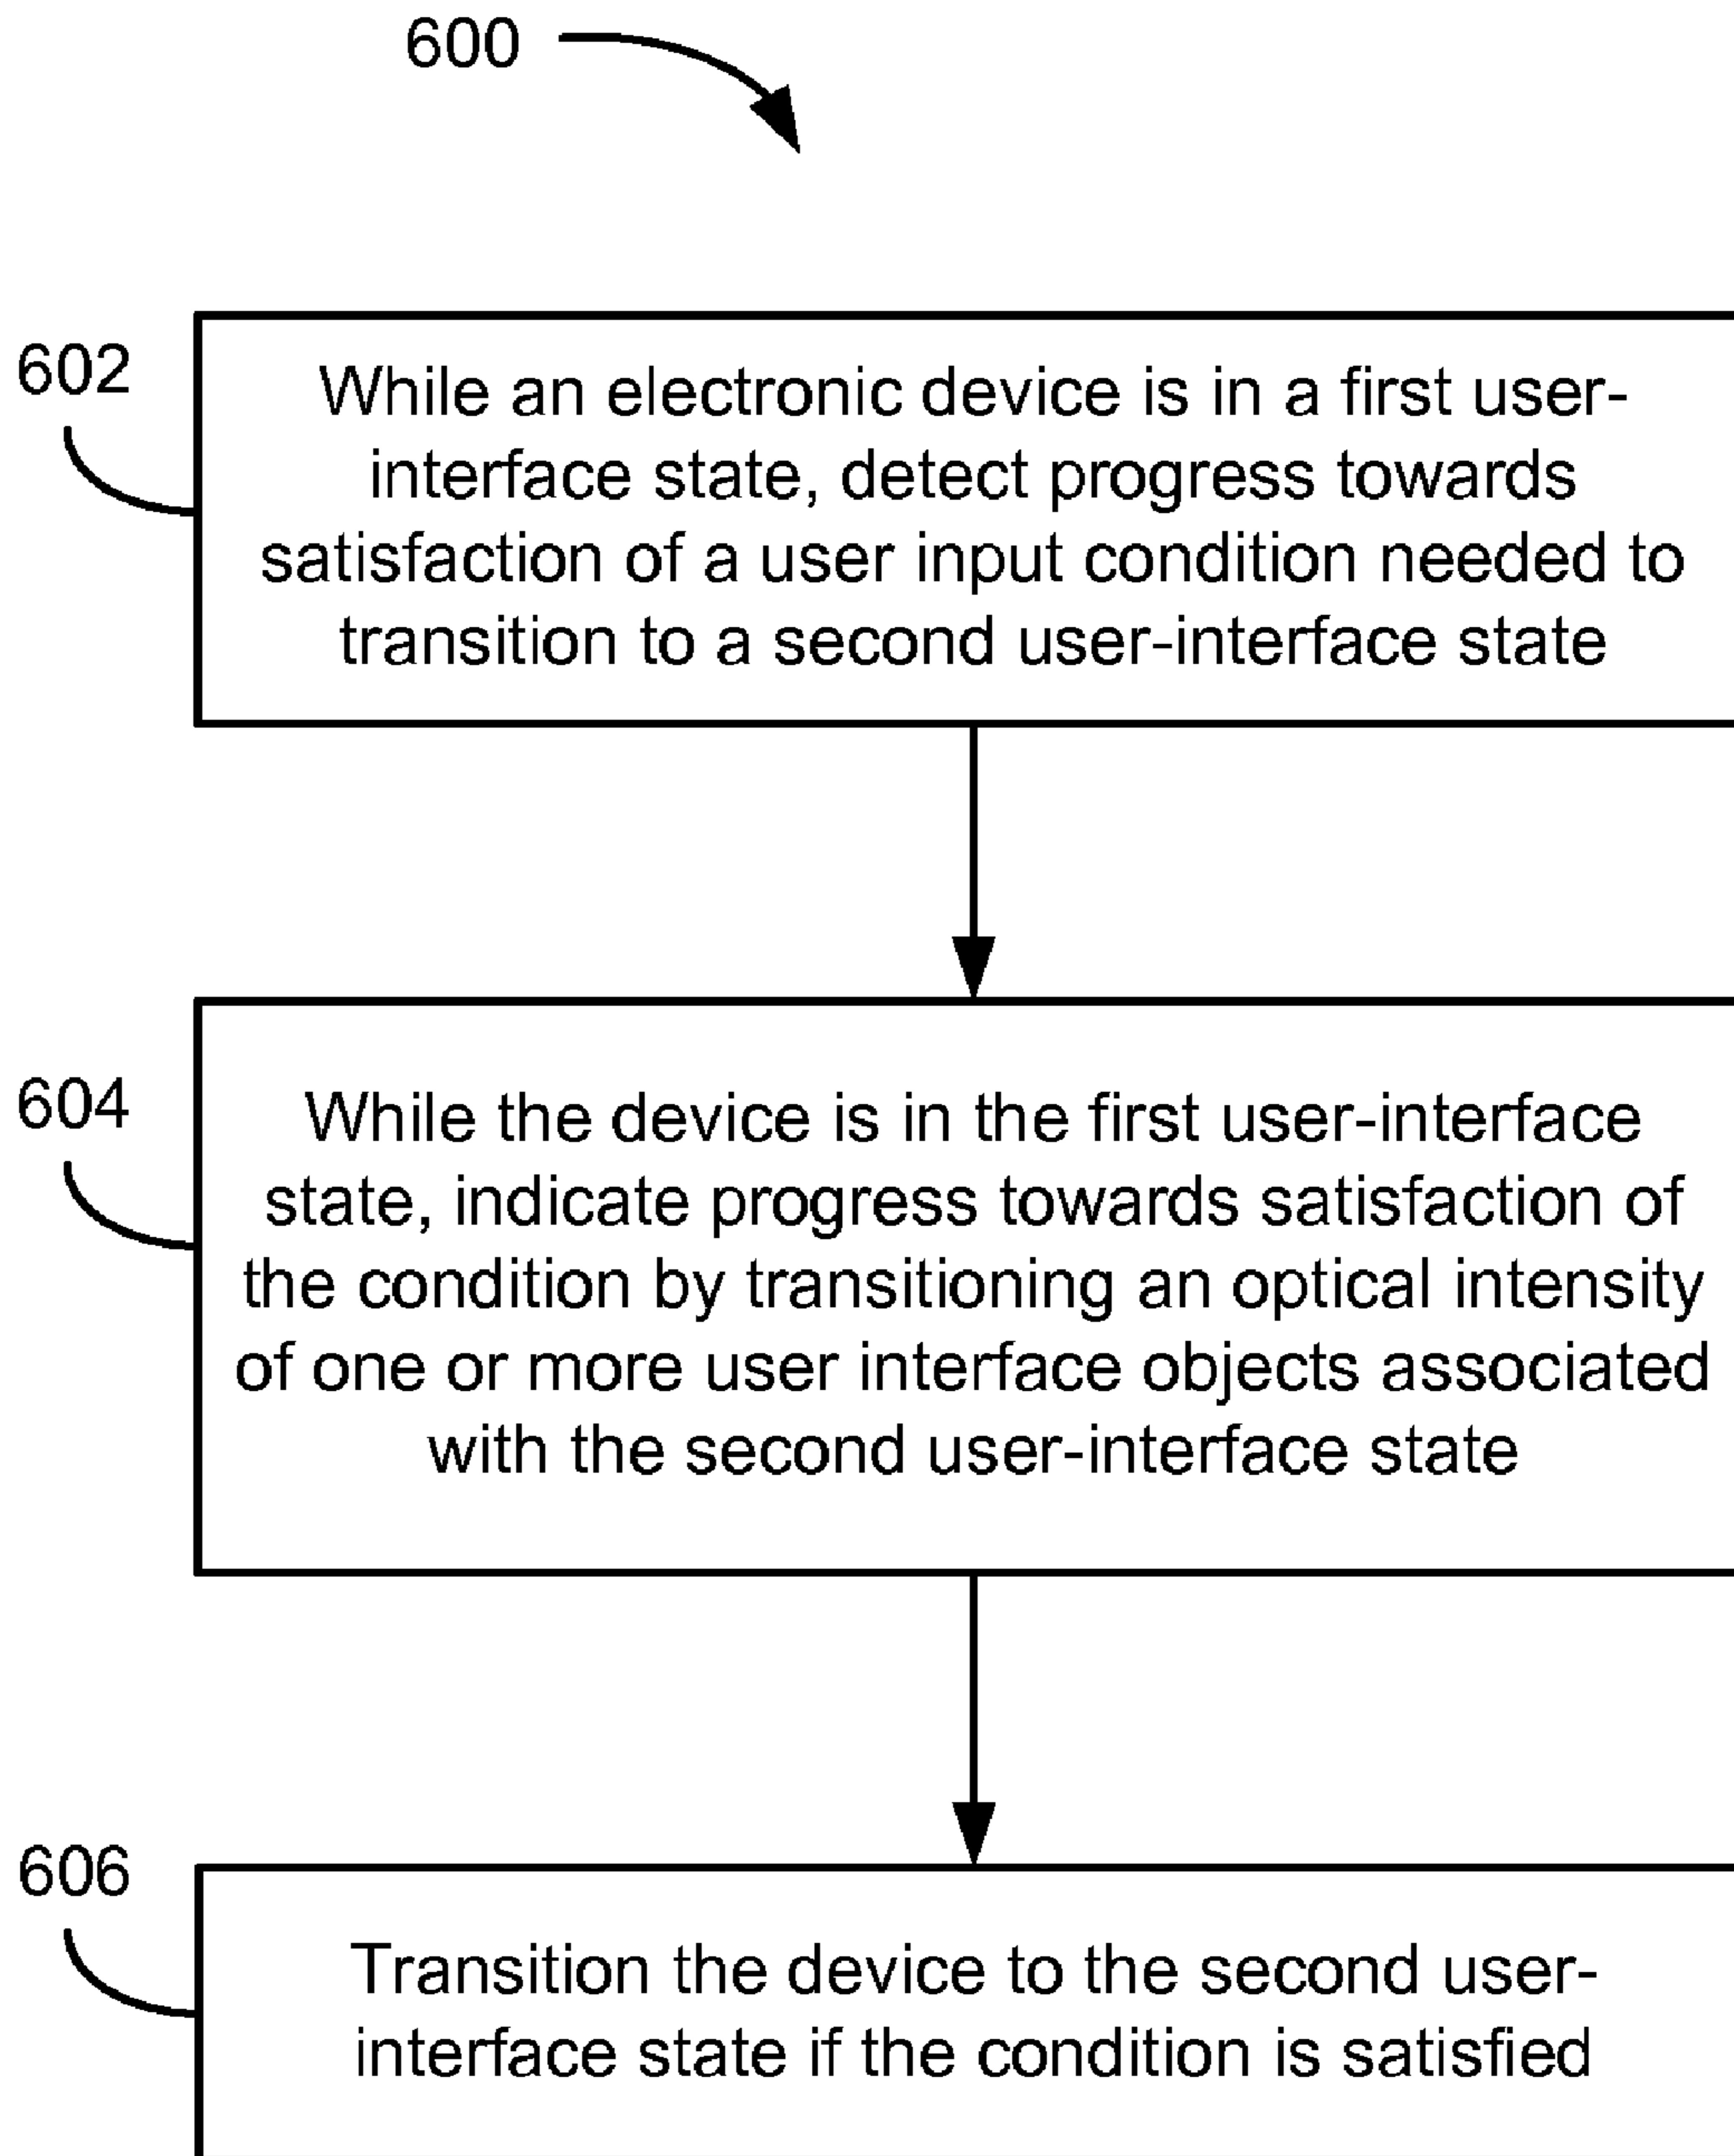 600
602
While an electronic device is in a first user-
interface state, detect progress towards
satisfaction of a user input condition needed to
transition to a second user-interface state
604
While the device is in the first user-interface
state, indicate progress towards satisfaction of
the condition by transitioning an optical intensity
of one or more user interface objects associated
with the second user-interface state
606
Transition the device to the second user-
interface state if the condition is satisfied